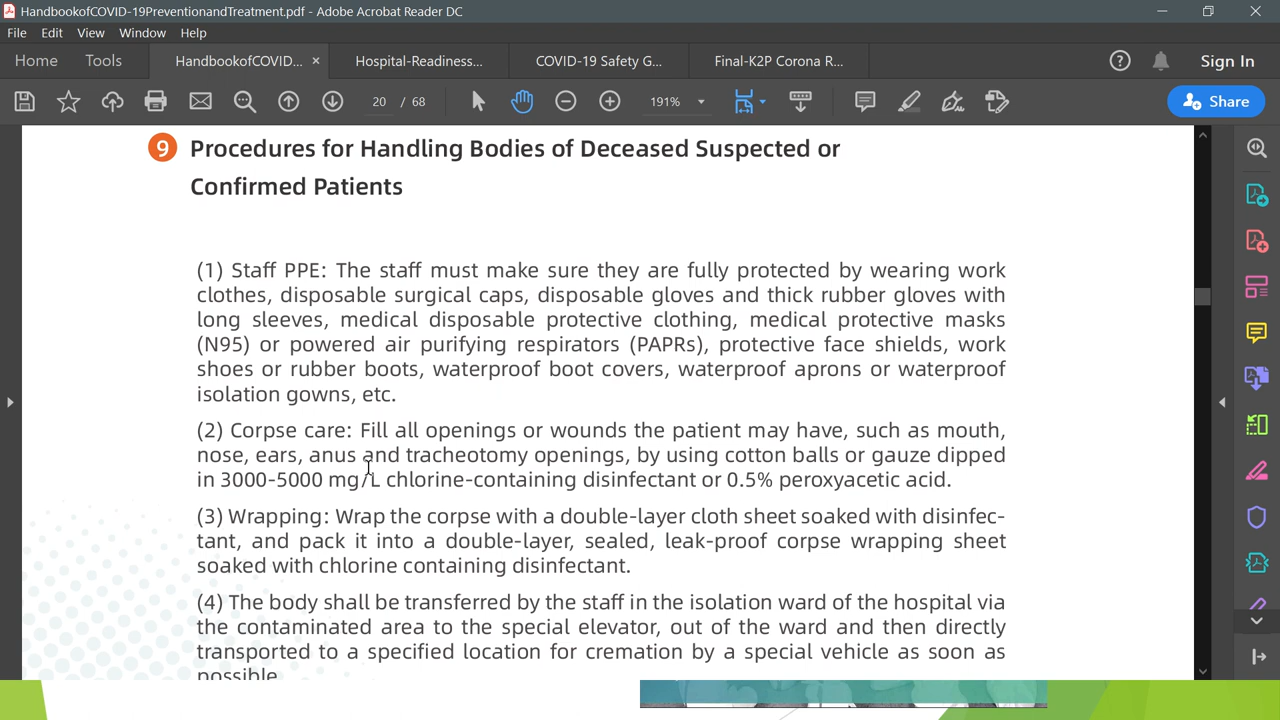 HandbookofCOVID-19PreventionandTreatment.pdf - Adobe Acrobat Reader DC
File Edit View Window Help
Home Tools HandbookofCOVID... × Hospital-Readiness... COVID-19 Safety G... Final-K2P Corona R... Sign In
20 / 68 191% Share
9 Procedures for Handling Bodies of Deceased Suspected or
Confirmed Patients
(1) Staff PPE: The staff must make sure they are fully protected by wearing work
clothes, disposable surgical caps, disposable gloves and thick rubber gloves with
long sleeves, medical disposable protective clothing, medical protective masks
(N95) or powered air purifying respirators (PAPRs), protective face shields, work
shoes or rubber boots, waterproof boot covers, waterproof aprons or waterproof
isolation gowns, etc.
(2) Corpse care: Fill all openings or wounds the patient may have, such as mouth,
nose, ears, anus and tracheotomy openings, by using cotton balls or gauze dipped
in 3000-5000 mg/L chlorine-containing disinfectant or 0.5% peroxyacetic acid.
(3) Wrapping: Wrap the corpse with a double-layer cloth sheet soaked with disinfec-
tant, and pack it into a double-layer, sealed, leak-proof corpse wrapping sheet
soaked with chlorine containing disinfectant.
(4) The body shall be transferred by the staff in the isolation ward of the hospital via
the contaminated area to the special elevator, out of the ward and then directly
transported to a specified location for cremation by a special vehicle as soon as
possible